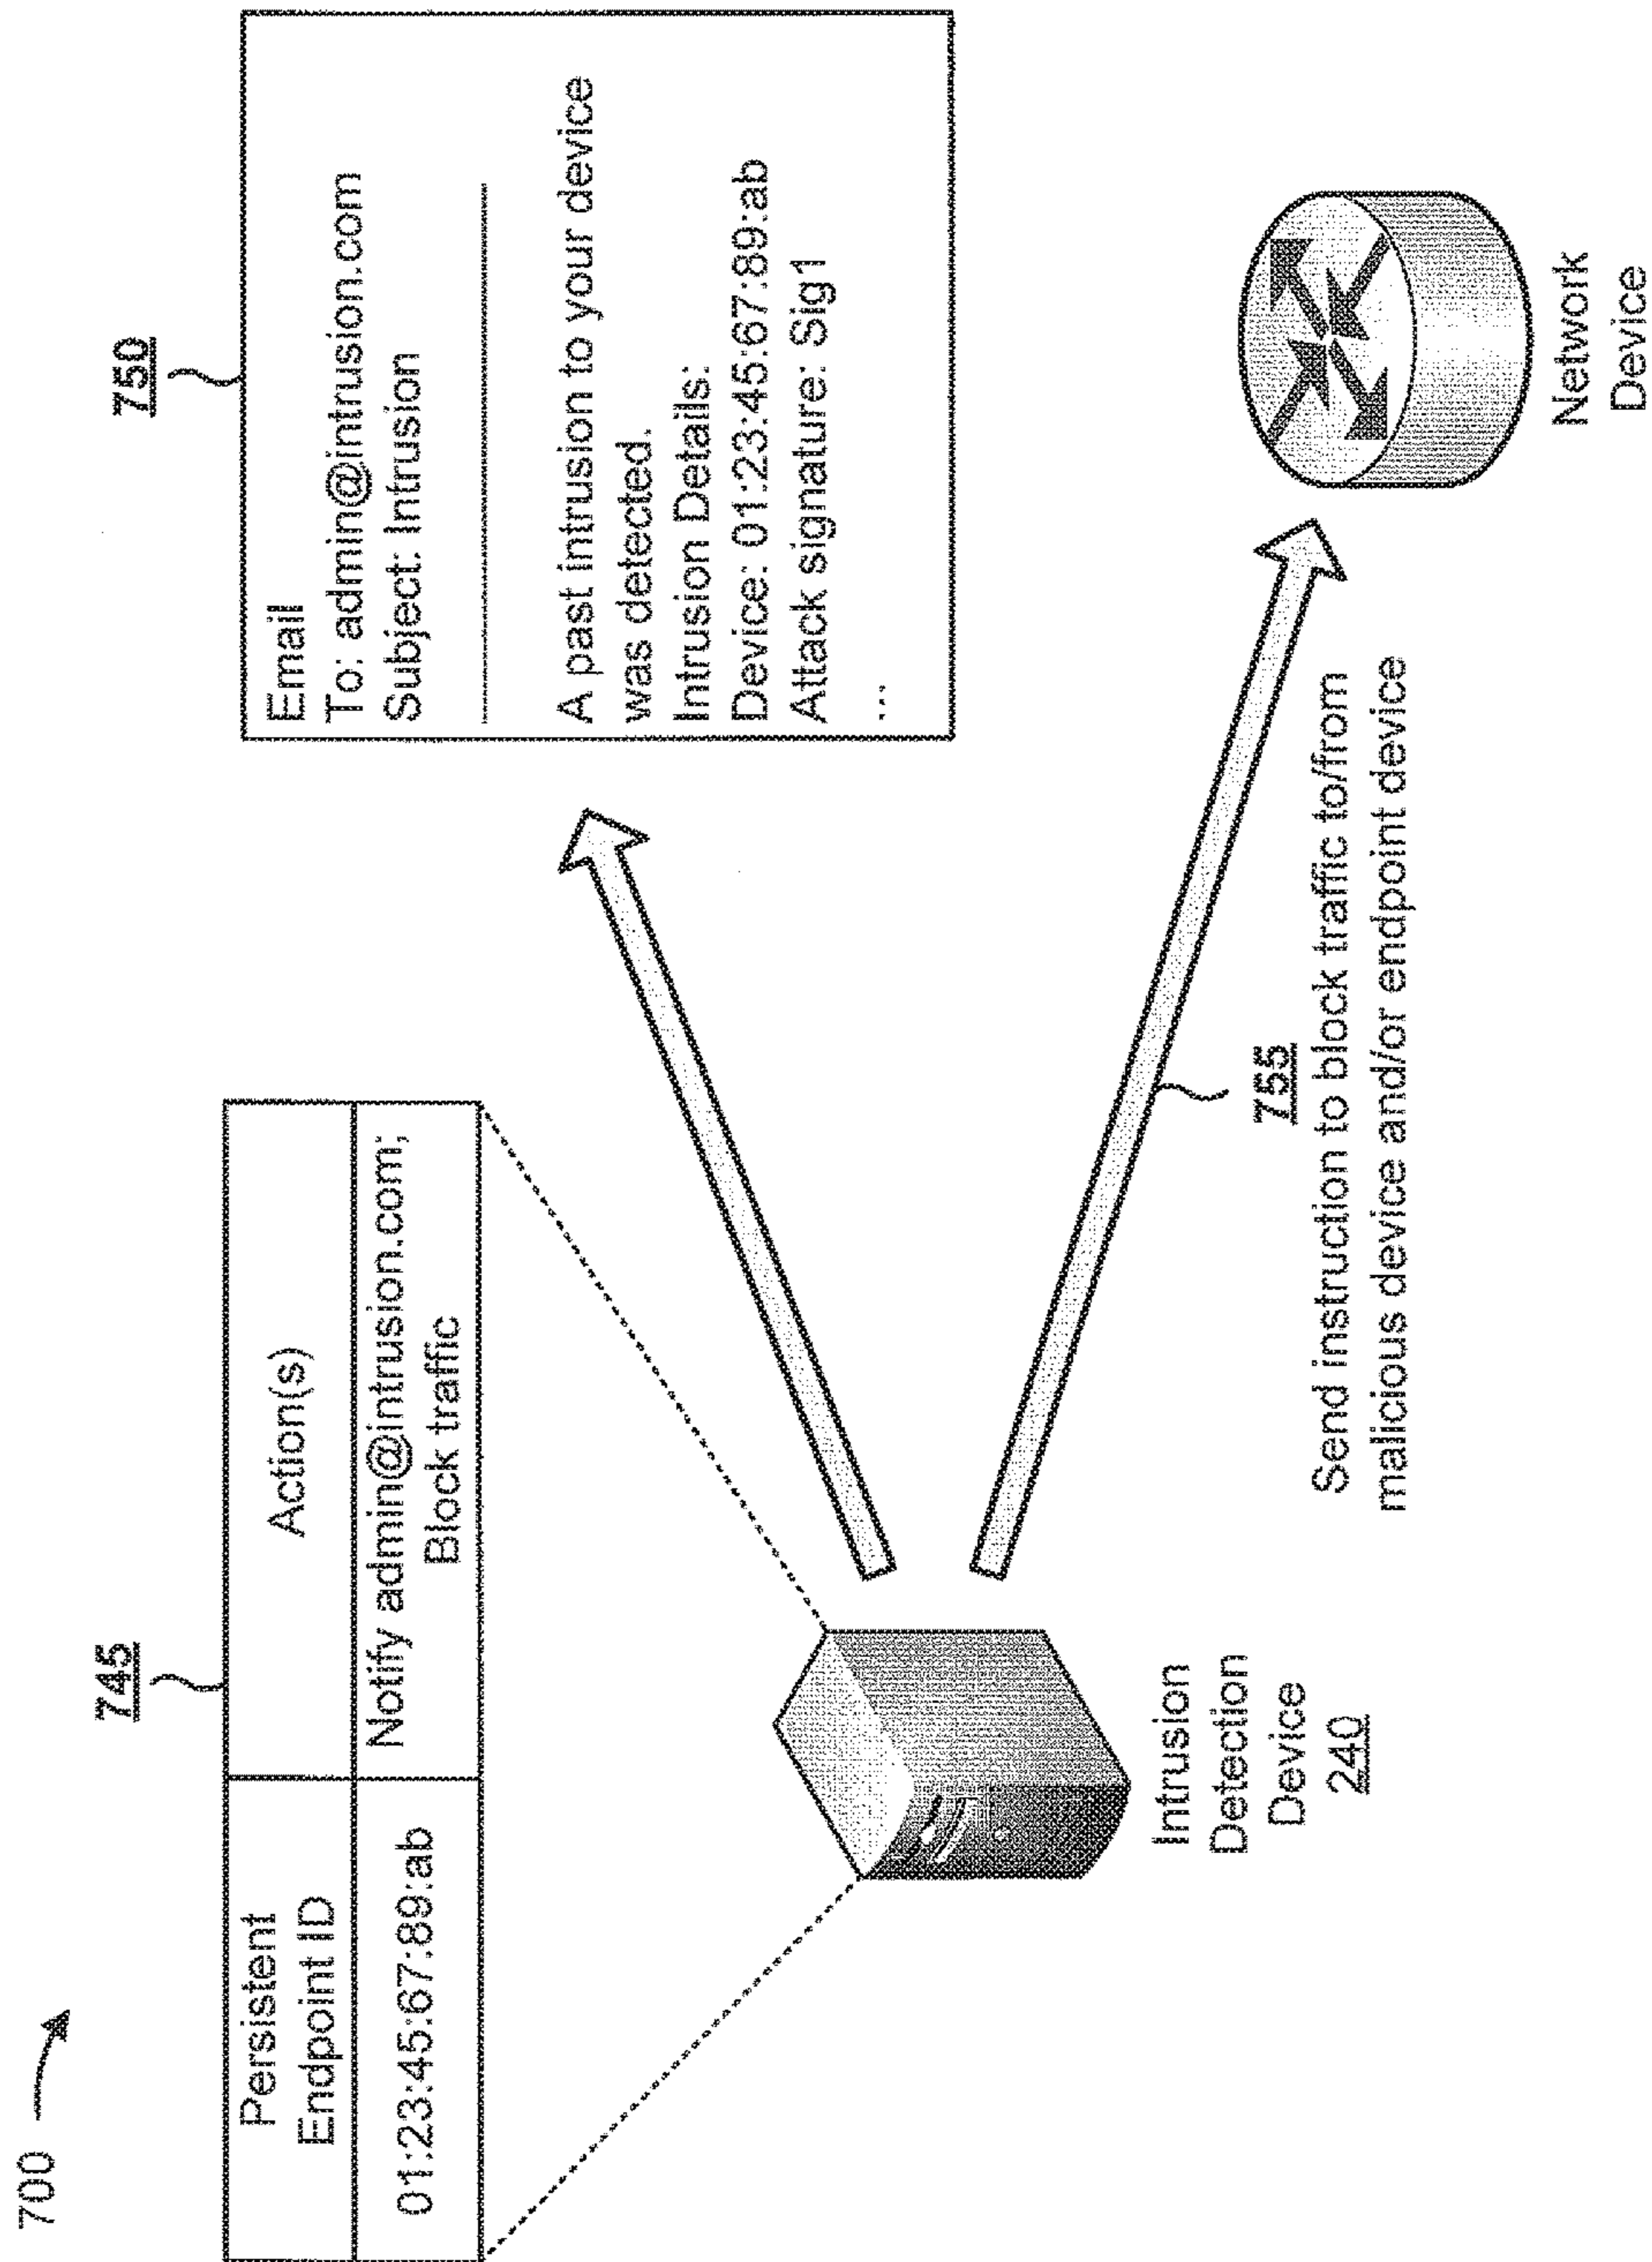 700
745
Persistent
Endpoint ID
Action(s)
01:23:45:67:89:ab
Notify admin@intrusion.com;
Block traffic
750
Email
To: admin@intrusion.com
Subject: Intrusion
A past intrusion to your device
was detected.
Intrusion Details:
Device: 01:23:45:67:89:ab
Attack signature: Sig1
...
Intrusion
Detection
Device
240
755
Send instruction to block traffic to/from
malicious device and/or endpoint device
Network
Device